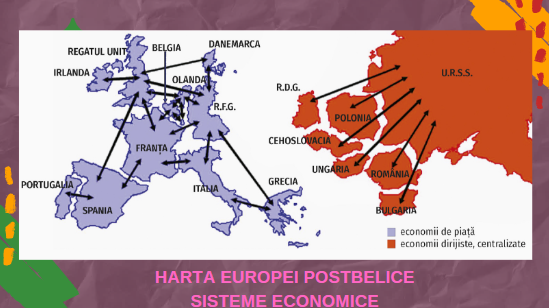 BELGIA
DANEMARCA
REGATUL UNIT
IRLANDA
OLANDA
R.F.G.
FRANȚA
PORTUGALIA
SPANIA
ITALIA
GRECIA
U.R.S.S.
R.D.G.
POLONIA
CEHOSLOVACIA
UNGARIA
ROMÂNIA
BULGARIA
economii de piață
economii dirijiste, centralizate
HARTA EUROPEI POSTBELICE
SISTEME ECONOMICE